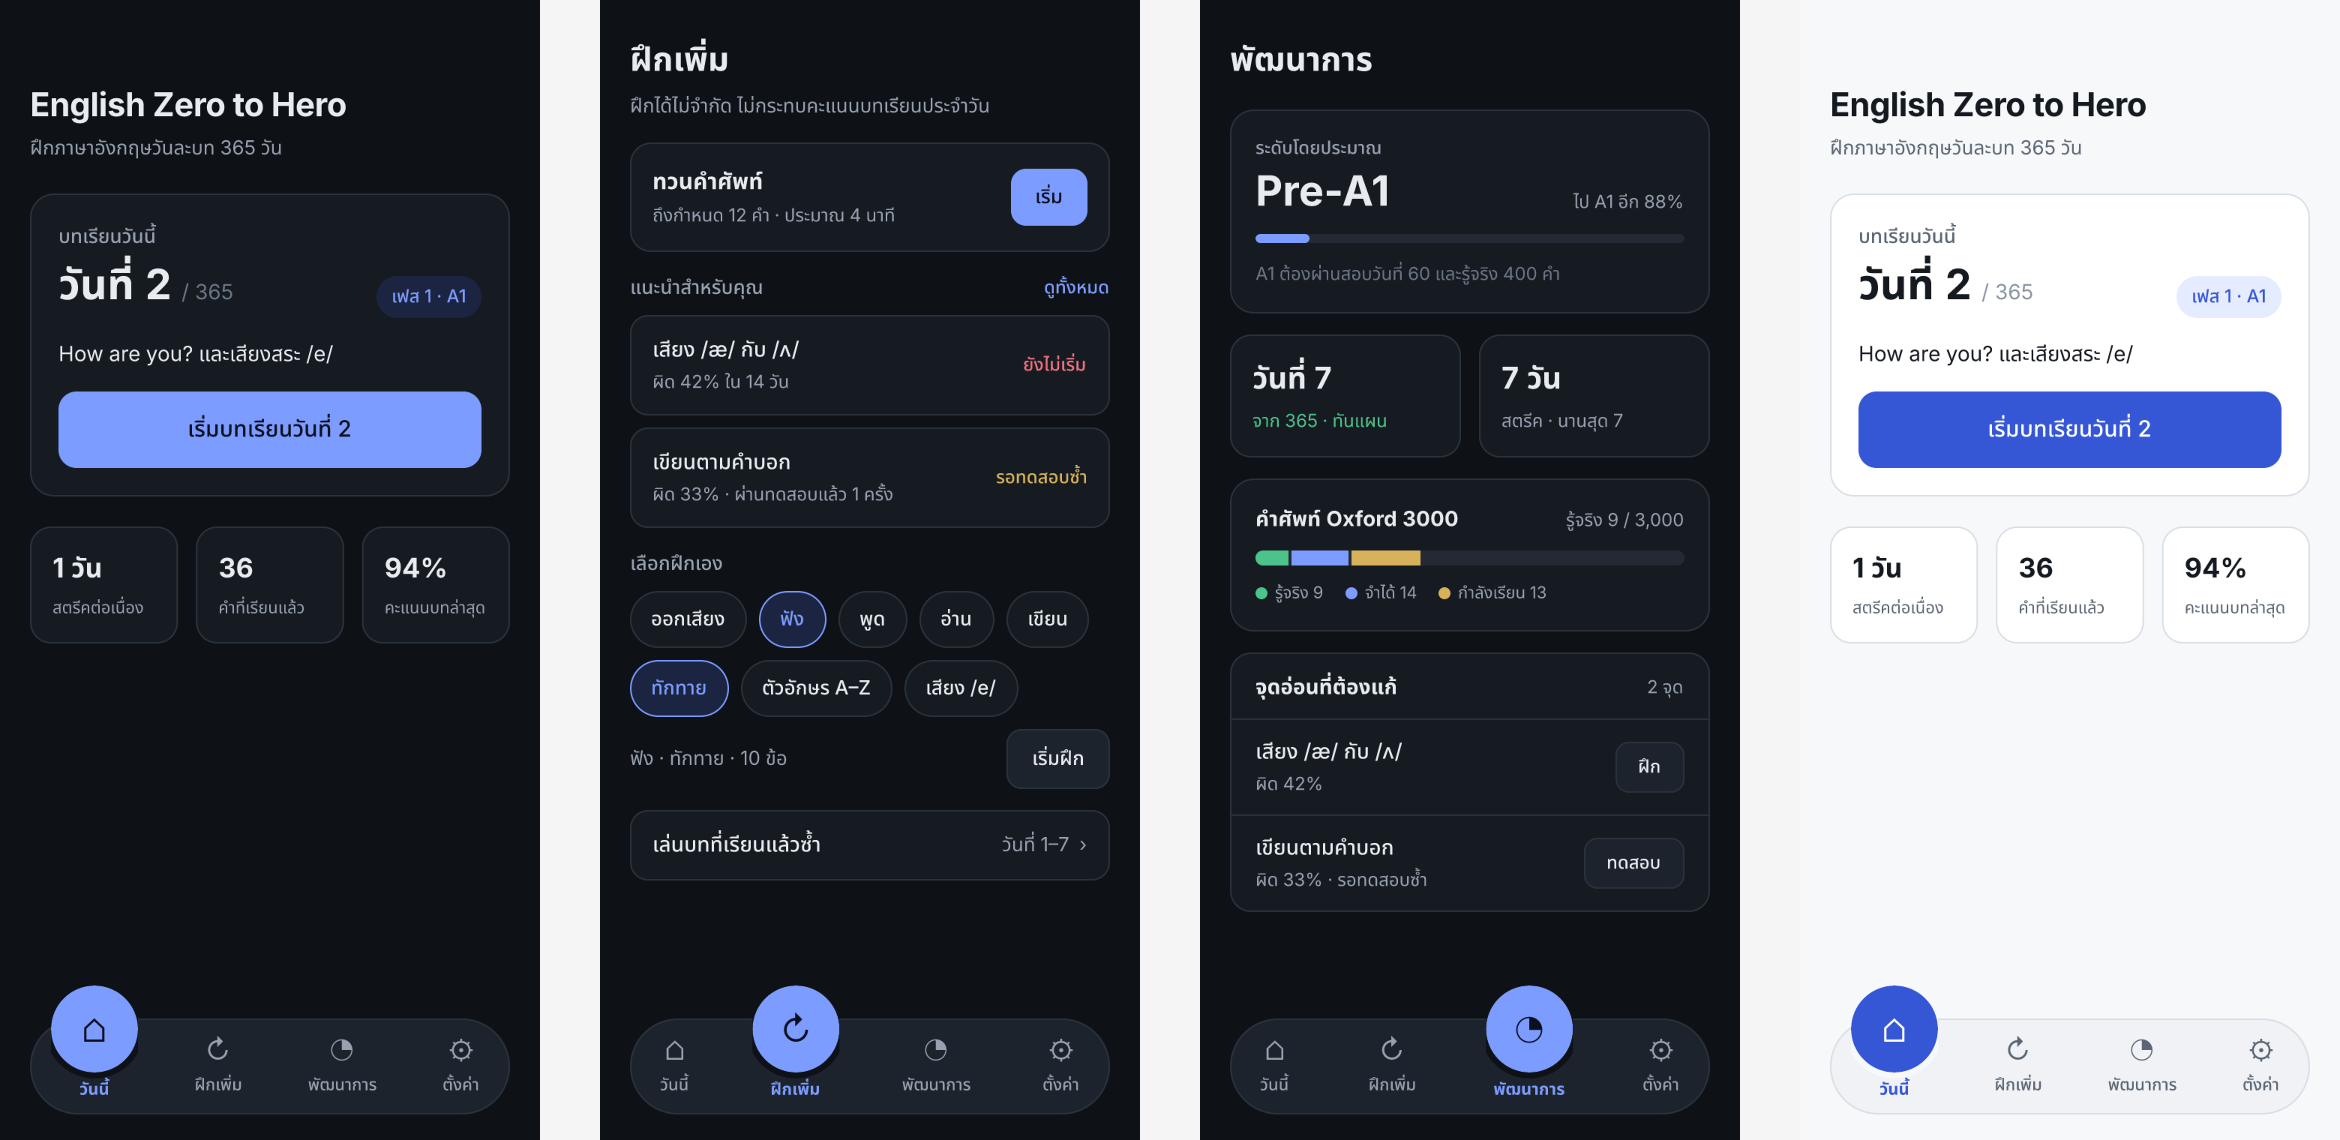 English Zero to Hero
ฝึกภาษาอังกฤษวันละบท 365 วัน
บทเรียนวันนี้
วันที่ 2 / 365
เฟส 1 · A1
How are you? และเสียงสระ /e/
เริ่มบทเรียนวันที่ 2
1 วัน
สตรีคต่อเนื่อง
36
คำที่เรียนแล้ว
94%
คะแนนบทล่าสุด
วันนี้
ฝึกเพิ่ม
พัฒนาการ
ตั้งค่า
ฝึกเพิ่ม
ฝึกได้ไม่จำกัด ไม่กระทบคะแนนบทเรียนประจำวัน
ทวนคำศัพท์
ถึงกำหนด 12 คำ · ประมาณ 4 นาที
เริ่ม
แนะนำสำหรับคุณ
ดูทั้งหมด
เสียง /æ/ กับ /ʌ/
ผิด 42% ใน 14 วัน
ยังไม่เริ่ม
เขียนตามคำบอก
ผิด 33% · ผ่านทดสอบแล้ว 1 ครั้ง
รอทดสอบซ้ำ
เลือกฝึกเอง
ออกเสียง
ฟัง
พูด
อ่าน
เขียน
ทักทาย
ตัวอักษร A–Z
เสียง /e/
ฟัง · ทักทาย · 10 ข้อ
เริ่มฝึก
เล่นบทที่เรียนแล้วซ้ำ
วันที่ 1–7 ›
วันนี้
ฝึกเพิ่ม
พัฒนาการ
ตั้งค่า
พัฒนาการ
ระดับโดยประมาณ
Pre-A1
ไป A1 อีก 88%
A1 ต้องผ่านสอบวันที่ 60 และรู้จริง 400 คำ
วันที่ 7
จาก 365 · ทันแผน
7 วัน
สตรีค · นานสุด 7
คำศัพท์ Oxford 3000
รู้จริง 9 / 3,000
รู้จริง 9
จำได้ 14
กำลังเรียน 13
จุดอ่อนที่ต้องแก้
2 จุด
เสียง /æ/ กับ /ʌ/
ผิด 42%
ฝึก
เขียนตามคำบอก
ผิด 33% · รอทดสอบซ้ำ
ทดสอบ
วันนี้
ฝึกเพิ่ม
พัฒนาการ
ตั้งค่า
English Zero to Hero
ฝึกภาษาอังกฤษวันละบท 365 วัน
บทเรียนวันนี้
วันที่ 2 / 365
เฟส 1 · A1
How are you? และเสียงสระ /e/
เริ่มบทเรียนวันที่ 2
1 วัน
สตรีคต่อเนื่อง
36
คำที่เรียนแล้ว
94%
คะแนนบทล่าสุด
วันนี้
ฝึกเพิ่ม
พัฒนาการ
ตั้งค่า